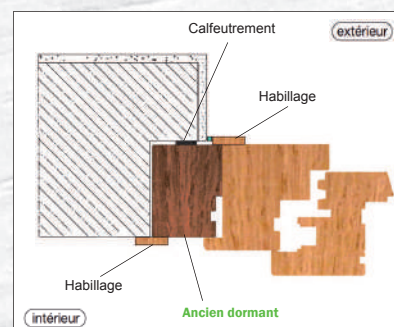 Calfeutrement
extérieur
Habillage
Habillage
Ancien dormant
intérieur